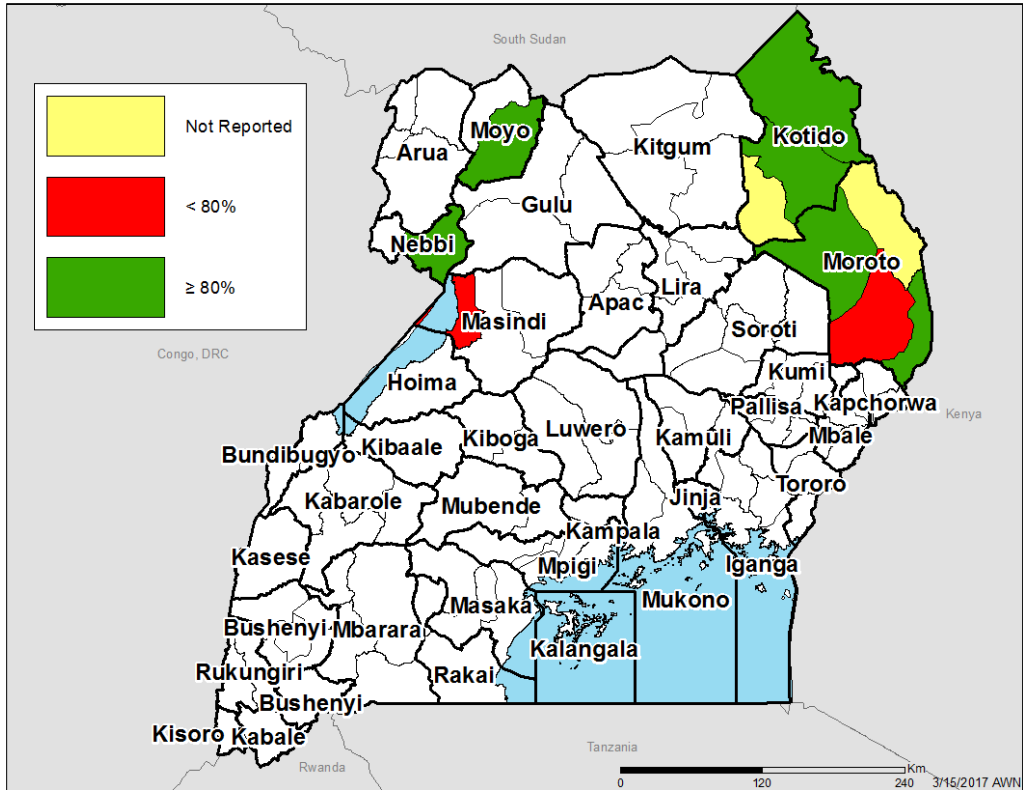 South Sudan
Not Reported
< 80%
≥ 80%
Moyo
Kotido
Arua
Kitgum
Gulu
Nebbi
Moroto
Lira
Apac
Masindi
Soroti
Congo, DRC
Kumi
Hoima
Pallisa
Kapchorwa
Kenya
Luwero
Kamuli
Mbale
Kiboga
Kibaale
Bundibugyo
Tororo
Jinja
Kabarole
Mubende
Kampala
Kasese
Mpigi
Iganga
Mukono
Masaka
Bushenyi
Mbarara
Kalangala
Rukungiri
Rakai
Bushenyi
Kisoro
Kabale
Tanzania
Rwanda
Km
0
120
240
3/15/2017 AWN